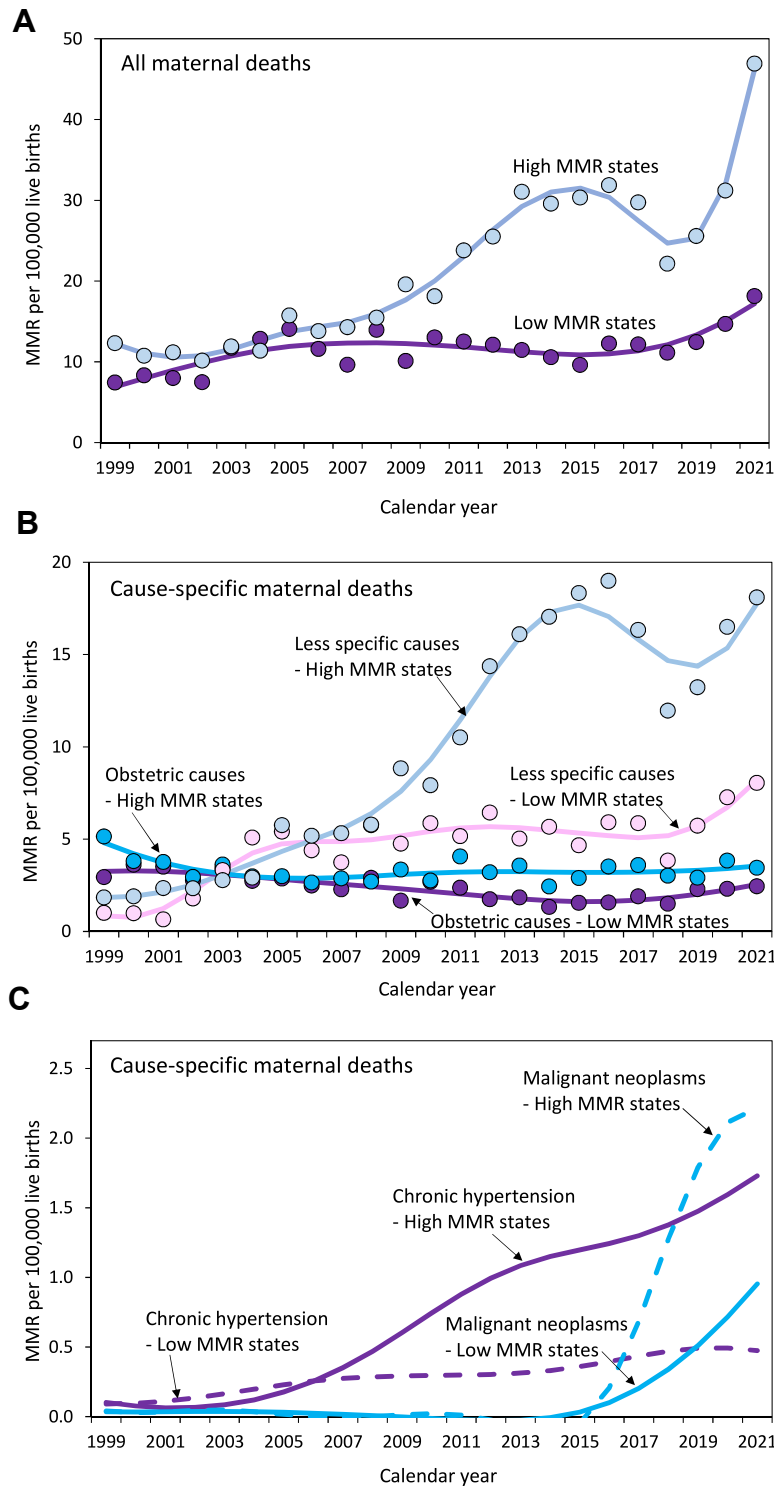 A
All maternal deaths
50
40
30
20
10
0
MMR per 100,000 live births
High MMR states
Low MMR states
1999 2001 2003 2005 2007 2009 2011 2013 2015 2017 2019 2021
Calendar year
B
Cause-specific maternal deaths
20
15
10
5
0
MMR per 100,000 live births
Less specific causes
- High MMR states
Obstetric causes
- High MMR states
Less specific causes
- Low MMR states
Obstetric causes - Low MMR states
1999 2001 2003 2005 2007 2009 2011 2013 2015 2017 2019 2021
Calendar year
C
Cause-specific maternal deaths
2.5
2.0
1.5
1.0
0.5
0.0
MMR per 100,000 live births
Malignant neoplasms
- High MMR states
Chronic hypertension
- High MMR states
Chronic hypertension
- Low MMR states
Malignant neoplasms
- Low MMR states
1999 2001 2003 2005 2007 2009 2011 2013 2015 2017 2019 2021
Calendar year